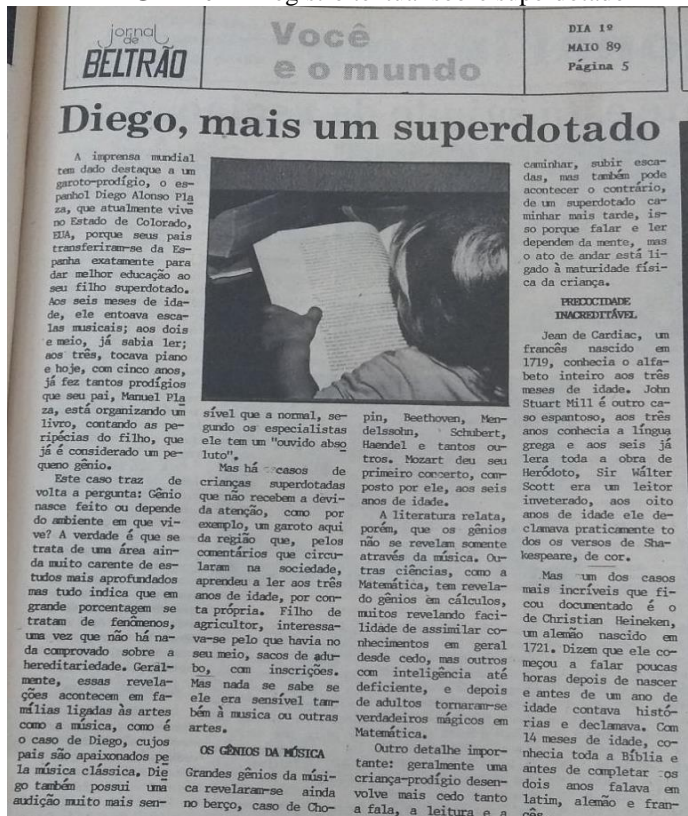 jornal
de
BELTRÃO
Você
e o mundo
DIA 1º
MAIO 89
Página 5
Diego, mais um superdotado
A imprensa mundial
tem dado destaque a um
garoto-prodígio, o es-
panhol Diego Alonso Pla
za, que atualmente vive
no Estado de Colorado,
EUA, porque seus pais
transferiram-se da Es-
panha exatamente para
dar melhor educação ao
seu filho superdotado.
Aos seis meses de ida-
de, ele entoava esca-
las musicais; aos dois
e meio, já sabia ler;
aos três, tocava piano
e hoje, com cinco anos,
já fez tantos prodígios
que seu pai, Manuel Pla
za, está organizando um
livro, contando as pe-
ripécias do filho, que
já é considerado um pe-
queno gênio.
Este caso traz de
volta a pergunta: Gênio
nasce feito ou depende
do ambiente em que vi-
ve? A verdade é que se
trata de uma área ain-
da muito carente de es-
tudos mais aprofundados
mas tudo indica que em
grande porcentagem se
tratam de fenômenos,
uma vez que não há na-
da comprovado sobre a
hereditariedade. Geral-
mente, essas revela-
ções acontecem em fa-
mílias ligadas às artes
como a música, como é
o caso de Diego, cujos
pais são apaixonados pe
la música clássica. Die
go também possui uma
audição muito mais sen-
sível que a normal, se-
gundo os especialistas
ele tem um "ouvido abso
luto".
Mas há casos de
crianças superdotadas
que não recebem a devi-
da atenção, como por
exemplo, um garoto aqui
da região que, pelos
comentários que circu-
laram na sociedade,
aprendeu a ler aos três
anos de idade, por con-
ta própria. Filho de
agricultor, interessa-
va-se pelo que havia no
seu meio, sacos de adu-
bo, com inscrições.
Mas nada se sabe se
ele era sensível tam-
bém à musica ou outras
artes.
OS GÊNIOS DA MÚSICA
Grandes gênios da músi-
ca revelaram-se ainda
no berço, caso de Cho-
pin, Beethoven, Men-
delssohn, Schubert,
Haendel e tantos ou-
tros. Mozart deu seu
primeiro concerto, com-
posto por ele, aos seis
anos de idade.
A literatura relata,
porém, que os gênios
não se revelam somente
através da música. Ou-
tras ciências, como a
Matemática, tem revela-
do gênios em cálculos,
muitos revelando faci-
lidade de assimilar co-
nhecimentos em geral
desde cedo, mas outros
com inteligência até
deficiente, e depois
de adultos tornaram-se
verdadeiros mágicos em
Matemática.
Outro detalhe impor-
tante: geralmente uma
criança-prodígio desen-
volve mais cedo tanto
a fala, a leitura e a
caminhar, subir esca-
das, mas também pode
acontecer o contrário,
de um superdotado ca-
minhar mais tarde, is-
so porque falar e ler
dependem da mente, mas
o ato de andar está li-
gado à maturidade físi-
ca da criança.
PRECOCIDADE
INACREDITÁVEL
Jean de Cardiac, um
francês nascido em
1719, conhecia o alfa-
beto inteiro aos três
meses de idade. John
Stuart Mill é outro ca-
so espantoso, aos três
anos conhecia a língua
grega e aos seis já
lera toda a obra de
Heródoto, Sir Wálter
Scott era um leitor
inveterado, aos oito
anos de idade ele de-
clamava praticamente to
dos os versos de Sha-
kespeare, de cor.
Mas um dos casos
mais incríveis que fi-
cou documentado é o
de Christian Heineken,
um alemão nascido em
1721. Dizem que ele co-
meçou a falar poucas
horas depois de nascer
e antes de um ano de
idade contava histó-
rias e declamava. Com
14 meses de idade, co-
nhecia toda a Bíblia e
antes de completar os
dois anos falava em
latim, alemão e fran-